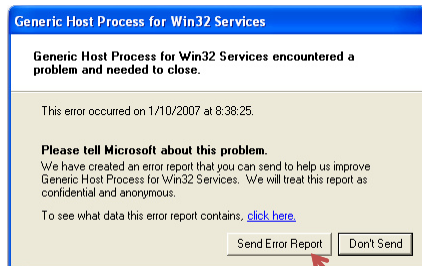 Generic Host Process for Win32 Services
Generic Host Process for Win32 Services encountered a
problem and needed to close.
This error occurred on 1/10/2007 at 8:38:25.
Please tell Microsoft about this problem.
We have created an error report that you can send to help us improve
Generic Host Process for Win32 Services. We will treat this report as
confidential and anonymous.
To see what data this error report contains, click here.
Send Error Report Don't Send